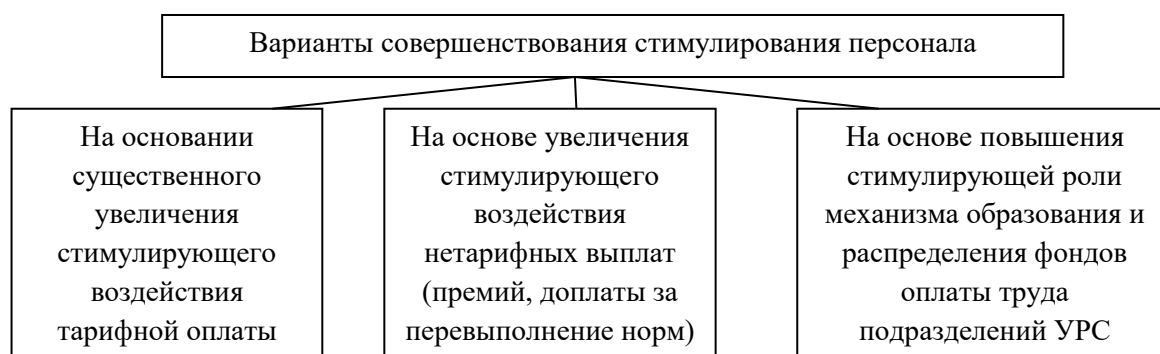 Варианты совершенствования стимулирования персонала
На основании
существенного
увеличения
стимулирующего
воздействия
тарифной оплаты
На основе увеличения
стимулирующего
воздействия
нетарифных выплат
(премий, доплаты за
перевыполнение норм)
На основе повышения
стимулирующей роли
механизма образования и
распределения фондов
оплаты труда
подразделений УРС